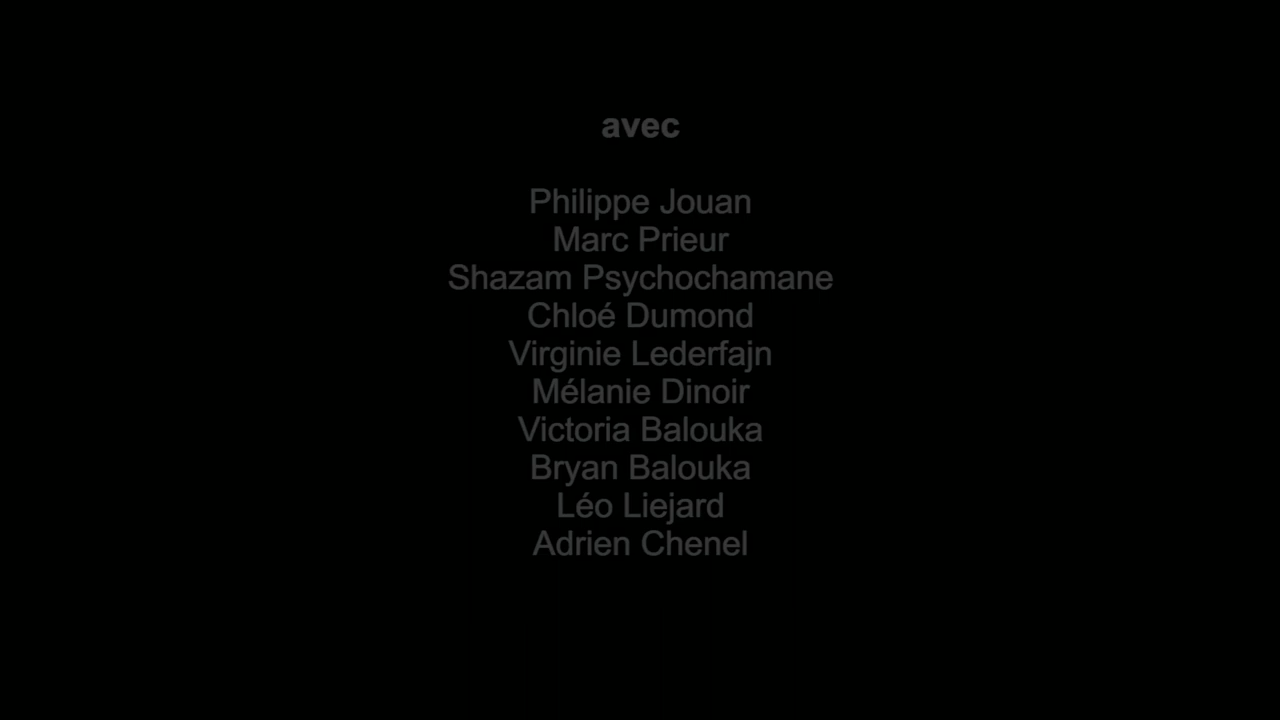 avec
Philippe Jouan
Marc Prieur
Shazam Psychochamane
Chloé Dumond
Virginie Lederfajn
Mélanie Dinoir
Victoria Balouka
Bryan Balouka
Léo Liejard
Adrien Chenel